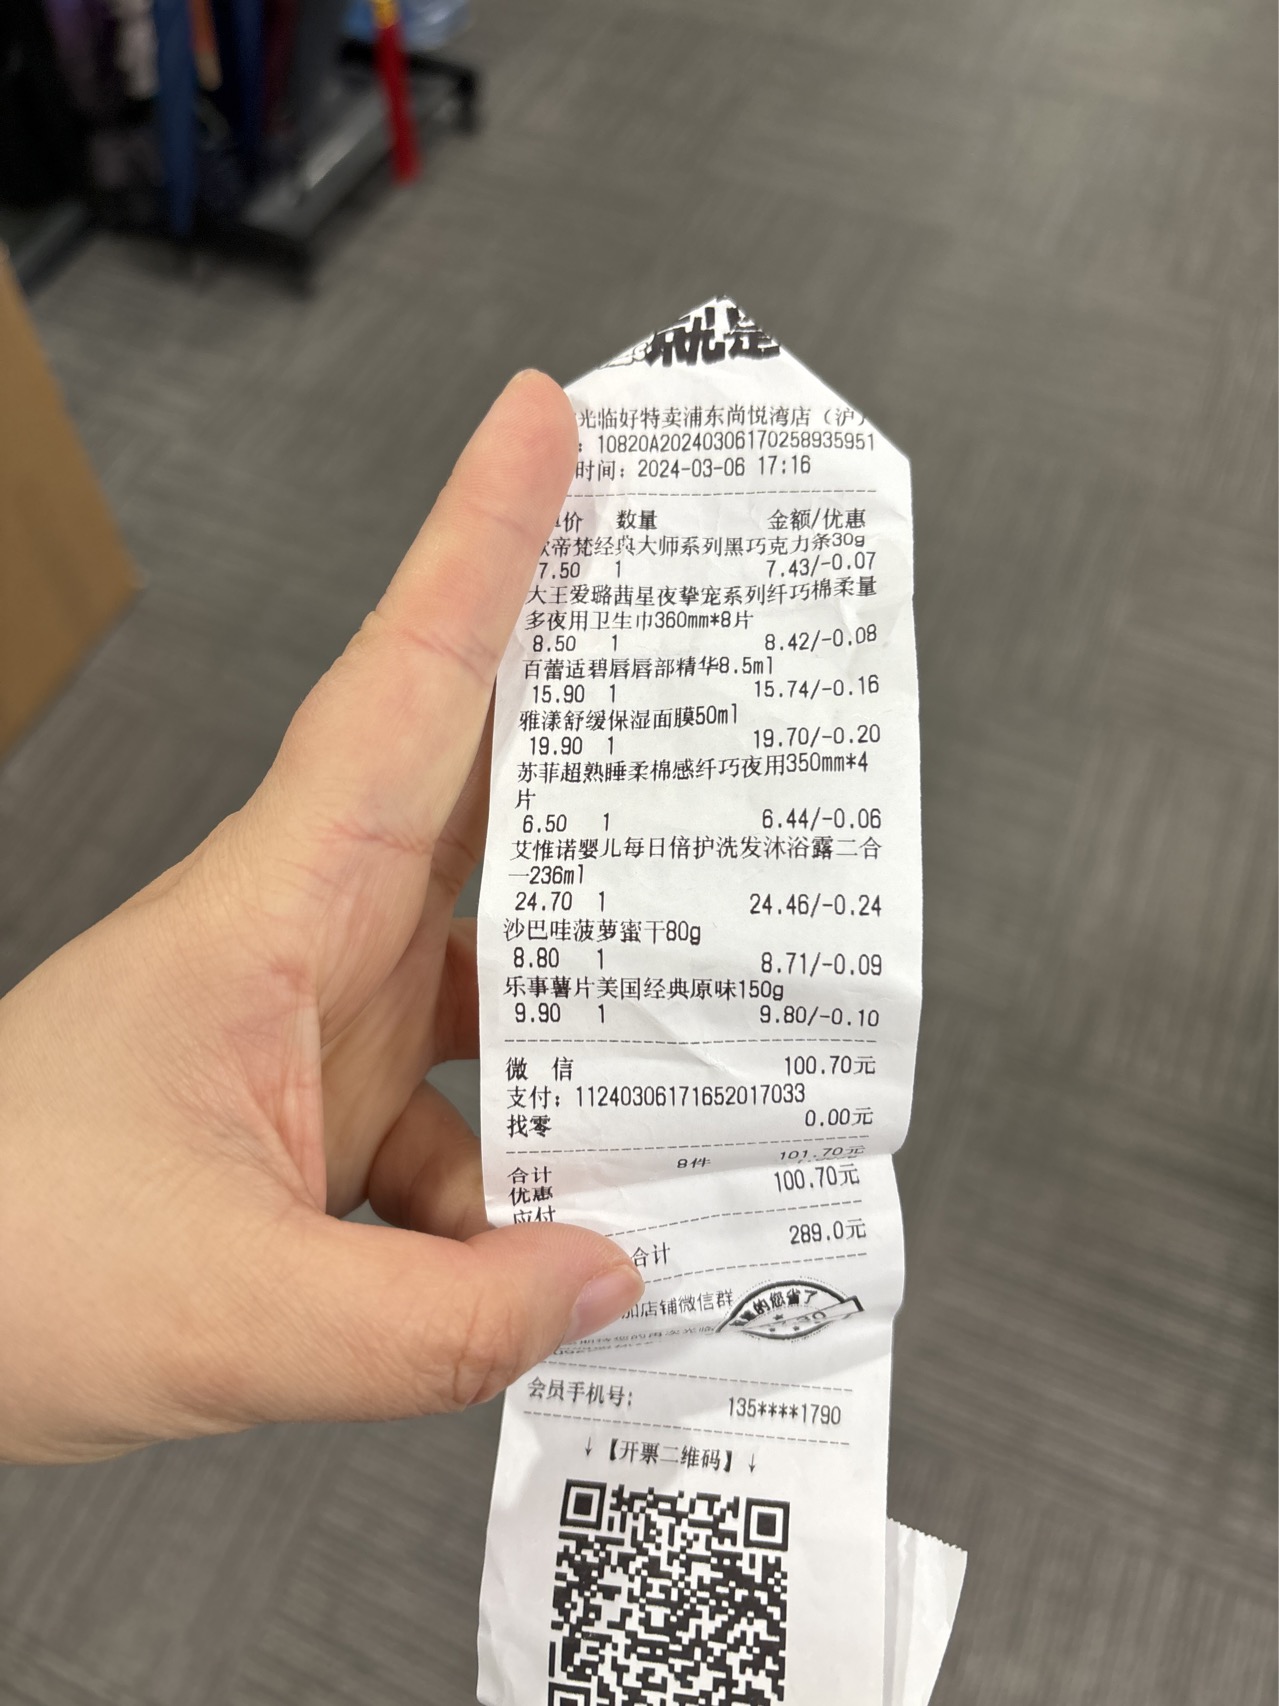 就是
光临好特卖浦东尚悦湾店（沪）
：10820A20240306170258935951
时间：2024-03-06 17:16
价 数量 金额/优惠
帝梵经典大师系列黑巧克力条30g
7.50 1 7.43/-0.07
大王爱璐茜星夜挚宠系列纤巧棉柔量
多夜用卫生巾360mm*8片
8.50 1 8.42/-0.08
百蕾适碧唇唇部精华8.5ml
15.90 1 15.74/-0.16
雅漾舒缓保湿面膜50ml
19.90 1 19.70/-0.20
苏菲超熟睡柔棉感纤巧夜用350mm*4
片
6.50 1 6.44/-0.06
艾惟诺婴儿每日倍护洗发沐浴露二合
一236ml
24.70 1 24.46/-0.24
沙巴哇菠萝蜜干80g
8.80 1 8.71/-0.09
乐事薯片美国经典原味150g
9.90 1 9.80/-0.10
微 信 100.70元
支付：11240306171652017033
找零 0.00元
合计 8件 101.70元
优惠
应付 100.70元
合计 289.0元
加店铺微信群
的您省了
会员手机号: 135****1790
↓【开票二维码】↓